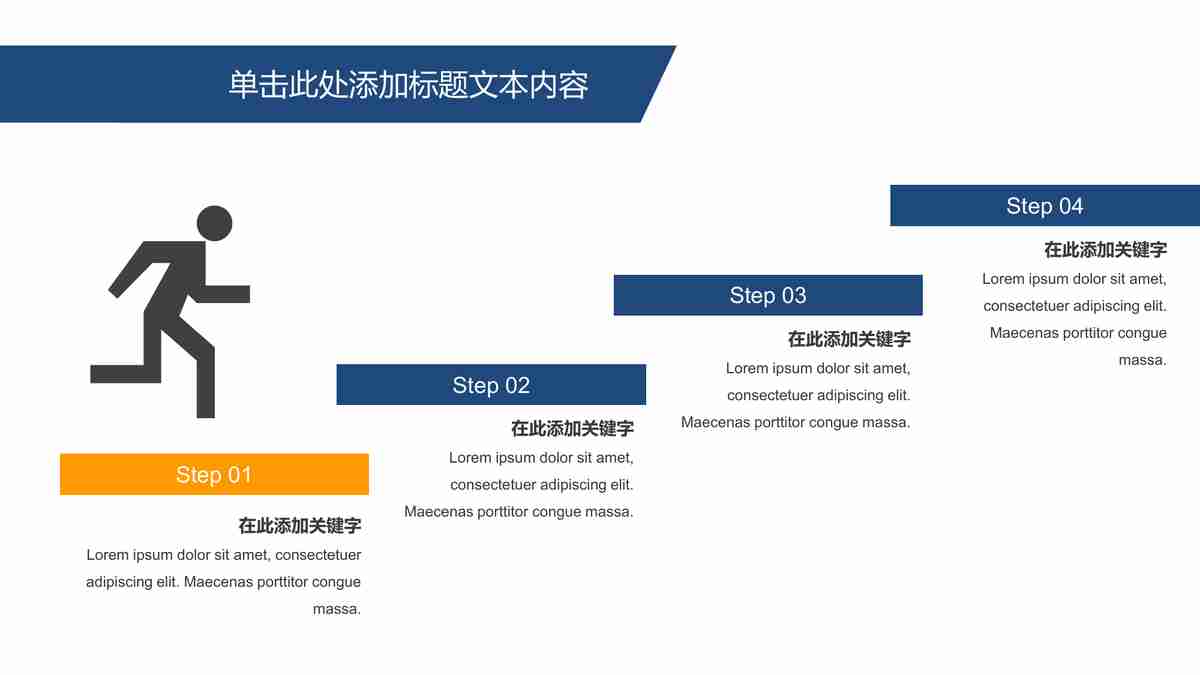 单击此处添加标题文本内容
Step 01
在此添加关键字
Lorem ipsum dolor sit amet, consectetuer
adipiscing elit. Maecenas porttitor congue
massa.
Step 02
在此添加关键字
Lorem ipsum dolor sit amet,
consectetuer adipiscing elit.
Maecenas porttitor congue massa.
Step 03
在此添加关键字
Lorem ipsum dolor sit amet,
consectetuer adipiscing elit.
Maecenas porttitor congue massa.
Step 04
在此添加关键字
Lorem ipsum dolor sit amet,
consectetuer adipiscing elit.
Maecenas porttitor congue
massa.